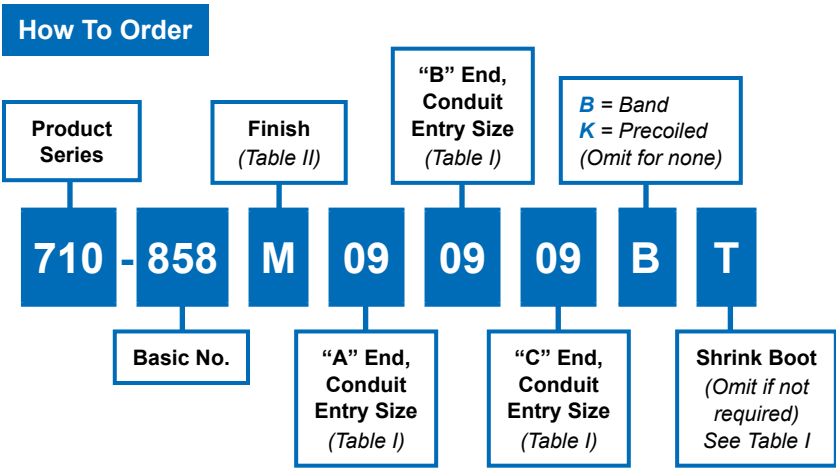 How To Order
Product
Series
Finish
(Table II)
“B” End,
Conduit
Entry Size
(Table I)
B = Band
K = Precoiled
(Omit for none)
710 - 858 M 09 09 09 B T
Basic No.
“A” End,
Conduit
Entry Size
(Table I)
“C” End,
Conduit
Entry Size
(Table I)
Shrink Boot
(Omit if not
required)
See Table I